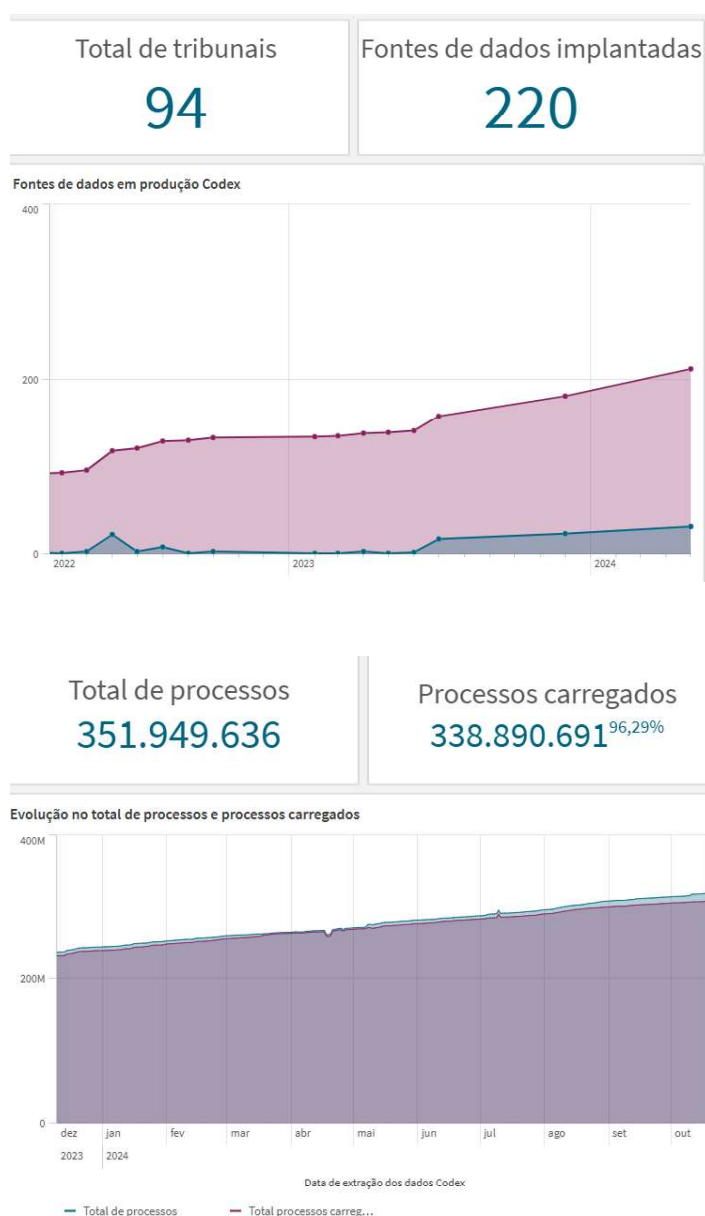 Total de tribunais
94
Fontes de dados implantadas
220
Fontes de dados em produção Codex
400
200
0
2022
2023
2024
Total de processos
351.949.636
Processos carregados
338.890.691 96,29%
Evolução no total de processos e processos carregados
400M
200M
0
dez jan fev mar abr mai jun jul ago set out
2023 2024
Data de extração dos dados Codex
Total de processos Total processos carreg...